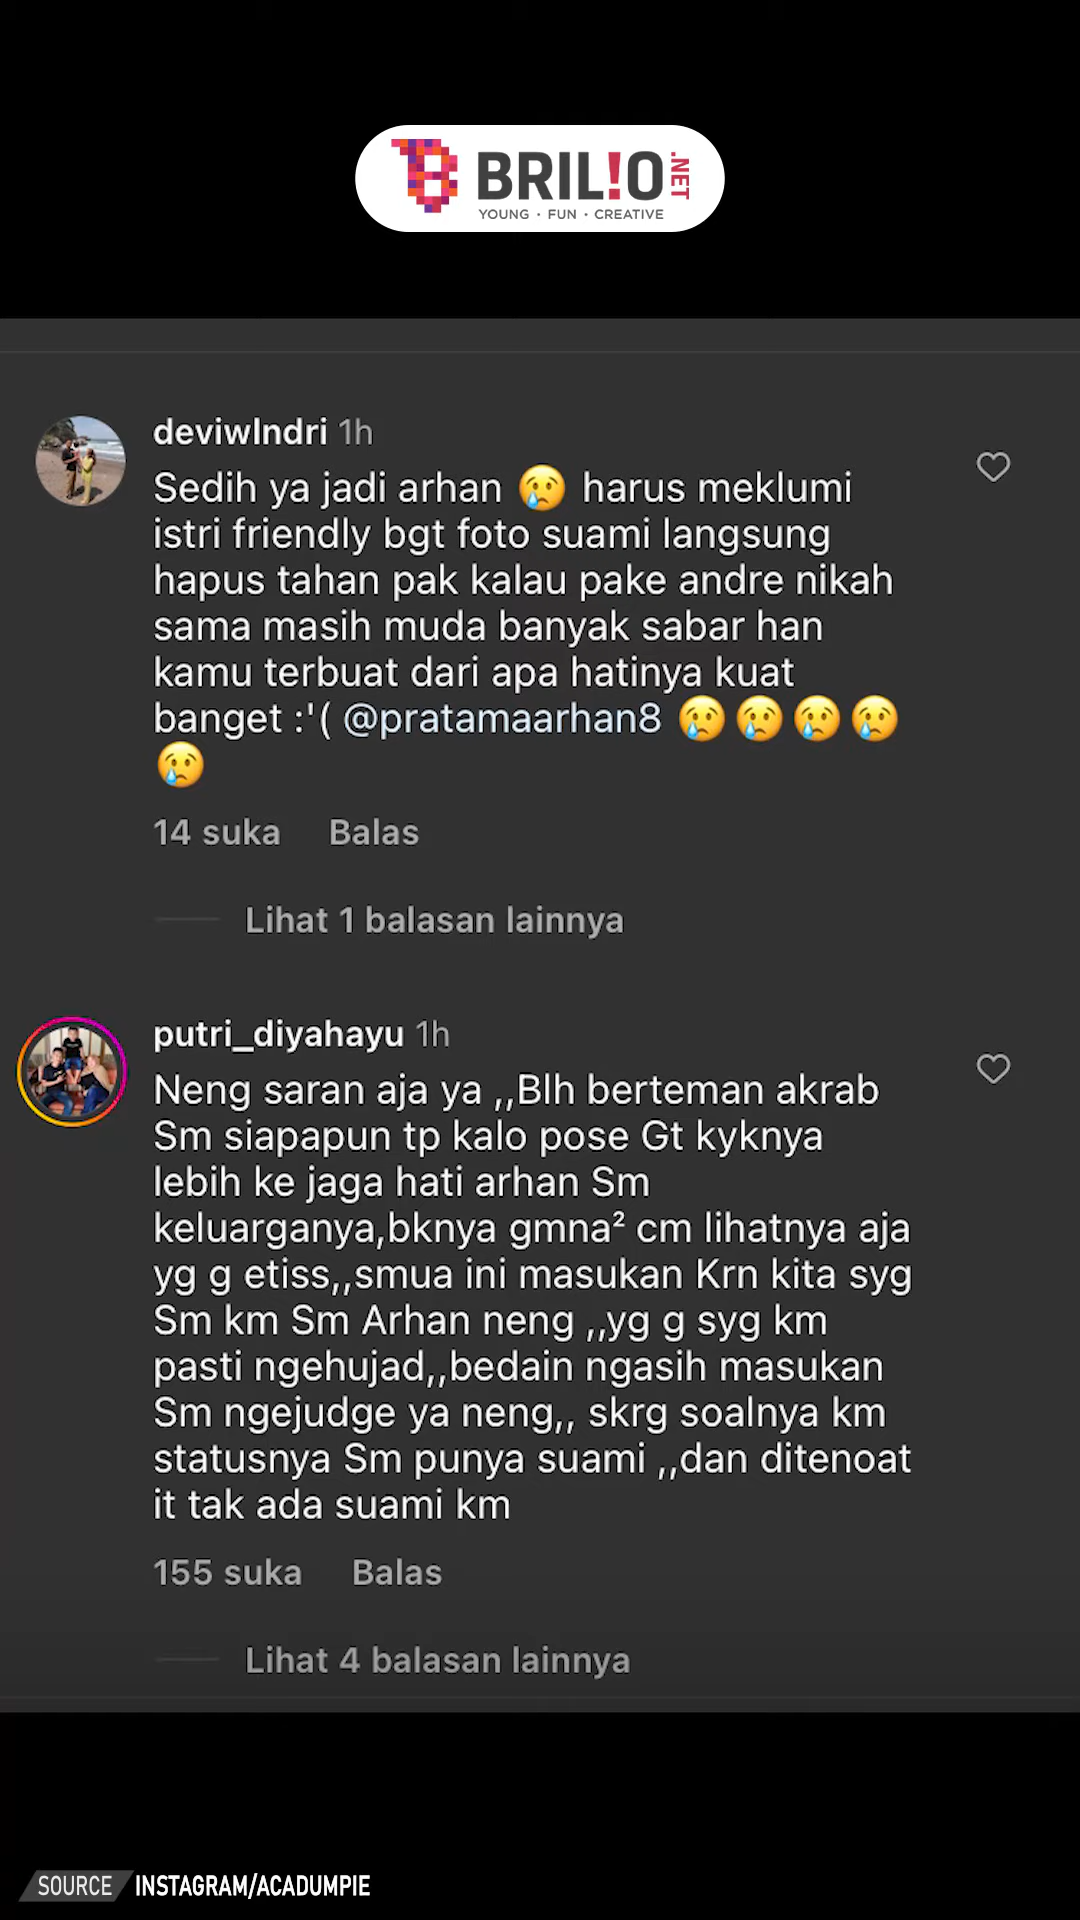 BRIL!O.NET
YOUNG · FUN · CREATIVE
deviwlndri 1h
Sedih ya jadi arhan 😢 harus meklumi
istri friendly bgt foto suami langsung
hapus tahan pak kalau pake andre nikah
sama masih muda banyak sabar han
kamu terbuat dari apa hatinya kuat
banget :'( @pratamaarhan8 😢😢😢😢
😢
14 suka Balas
Lihat 1 balasan lainnya
putri_diyahayu 1h
Neng saran aja ya ,,Blh berteman akrab
Sm siapapun tp kalo pose Gt kyknya
lebih ke jaga hati arhan Sm
keluarganya,bknya gmna² cm lihatnya aja
yg g etiss,,smua ini masukan Krn kita syg
Sm km Sm Arhan neng ,,yg g syg km
pasti ngehujad,,bedain ngasih masukan
Sm ngejudge ya neng,, skrg soalnya km
statusnya Sm punya suami ,,dan ditenoat
it tak ada suami km
155 suka Balas
Lihat 4 balasan lainnya
SOURCE INSTAGRAM/ACADUMPIE